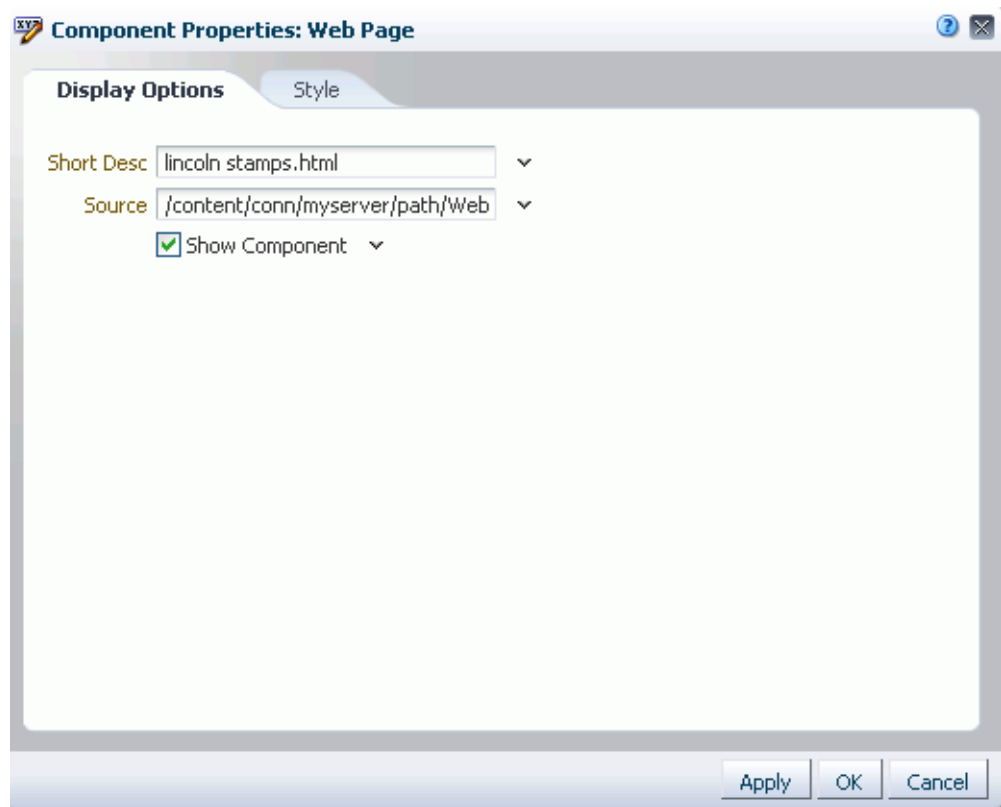 Component Properties: Web Page
Display Options
Style
Short Desc lincoln stamps.html
Source /content/conn/myserver/path/Web
Show Component
Apply OK Cancel